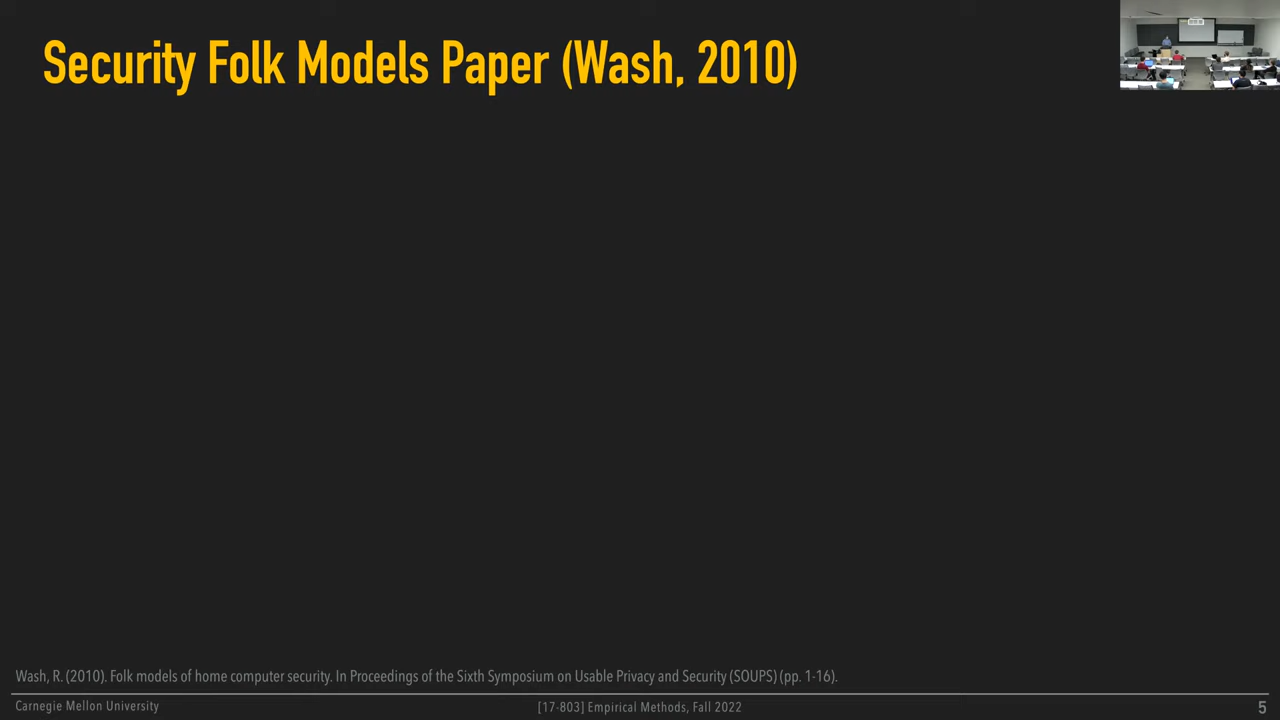 Security Folk Models Paper (Wash, 2010)
Wash, R. (2010). Folk models of home computer security. In Proceedings of the Sixth Symposium on Usable Privacy and Security (SOUPS) (pp. 1-16).
Carnegie Mellon University
[17-803] Empirical Methods, Fall 2022
5